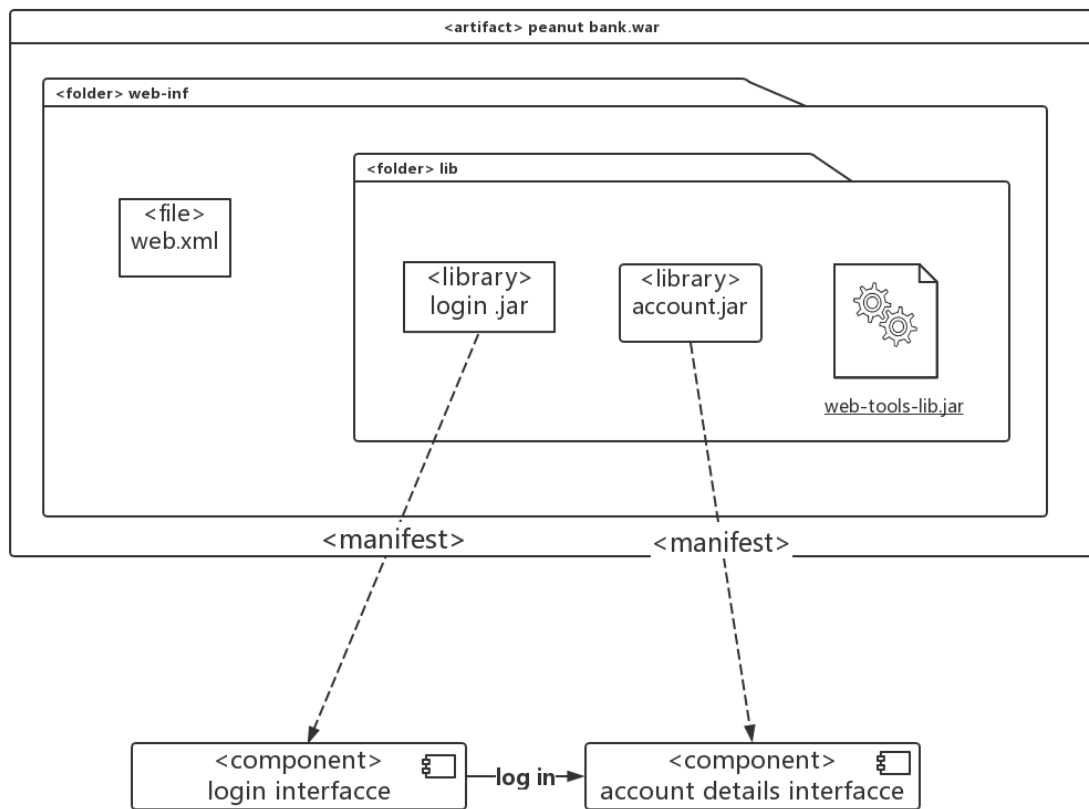 <artifact> peanut bank.war
<folder> web-inf
<folder> lib
<file>
web.xml
<library>
login .jar
<library>
account.jar
web-tools-lib.jar
<manifest>
<manifest>
<component>
login interfacce
log in
<component>
account details interfacce